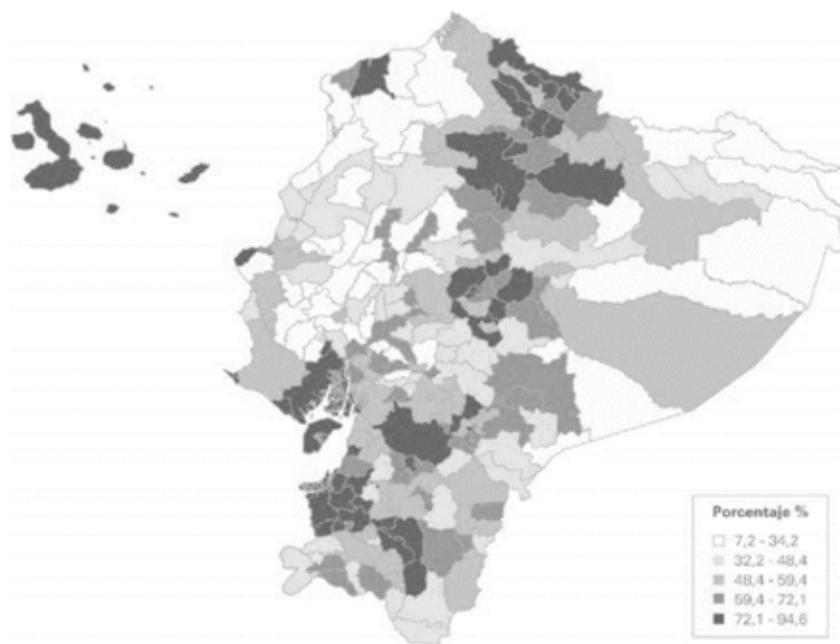 Porcentaje %
7,2 - 34,2
32,2 - 48,4
48,4 - 59,4
59,4 - 72,1
72,1 - 94,6